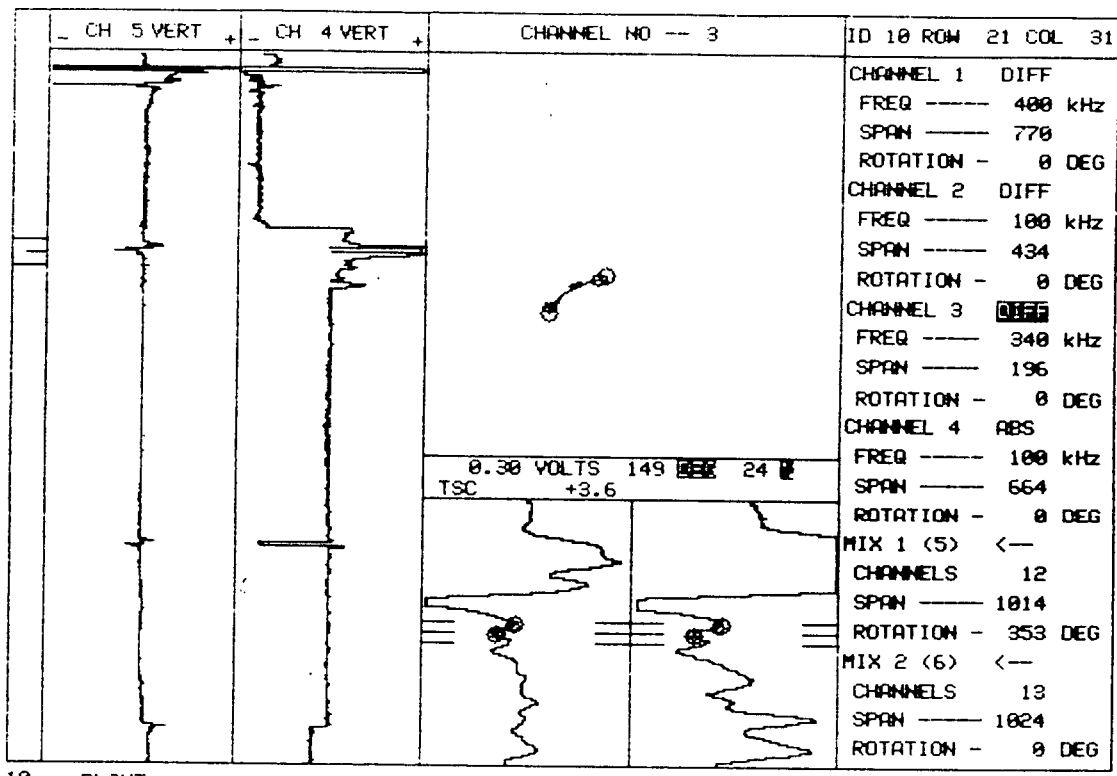 _ CH 5 VERT +
_ CH 4 VERT +
CHANNEL NO -- 3
ID 10 ROW 21 COL 31
CHANNEL 1 DIFF
FREQ ----- 400 kHz
SPAN ----- 770
ROTATION - 0 DEG
CHANNEL 2 DIFF
FREQ ----- 100 kHz
SPAN ----- 434
ROTATION - 0 DEG
CHANNEL 3 DIFF
FREQ ----- 340 kHz
SPAN ----- 196
ROTATION - 0 DEG
CHANNEL 4 ABS
FREQ ----- 100 kHz
SPAN ----- 664
ROTATION - 0 DEG
MIX 1 (5) <--
CHANNELS 12
SPAN ----- 1014
ROTATION - 353 DEG
MIX 2 (6) <--
CHANNELS 13
SPAN ----- 1024
ROTATION - 0 DEG
0.30 VOLTS 149 DEG 24
TSC +3.6